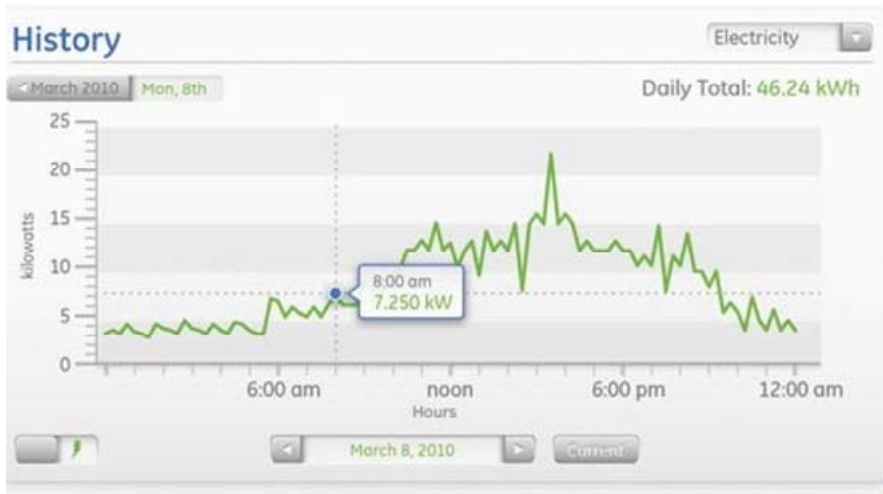 History
Electricity
March 2010
Mon, 8th
Daily Total: 46.24 kWh
25
20
15
10
5
0
kilowatts
8:00 am
7.250 kW
6:00 am
noon
6:00 pm
12:00 am
Hours
March 8, 2010
Current